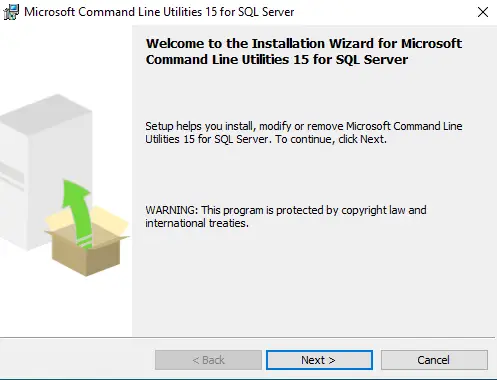 Microsoft Command Line Utilities 15 for SQL Server
Welcome to the Installation Wizard for Microsoft
Command Line Utilities 15 for SQL Server
Setup helps you install, modify or remove Microsoft Command Line
Utilities 15 for SQL Server. To continue, click Next.
WARNING: This program is protected by copyright law and
international treaties.
< Back
Next >
Cancel